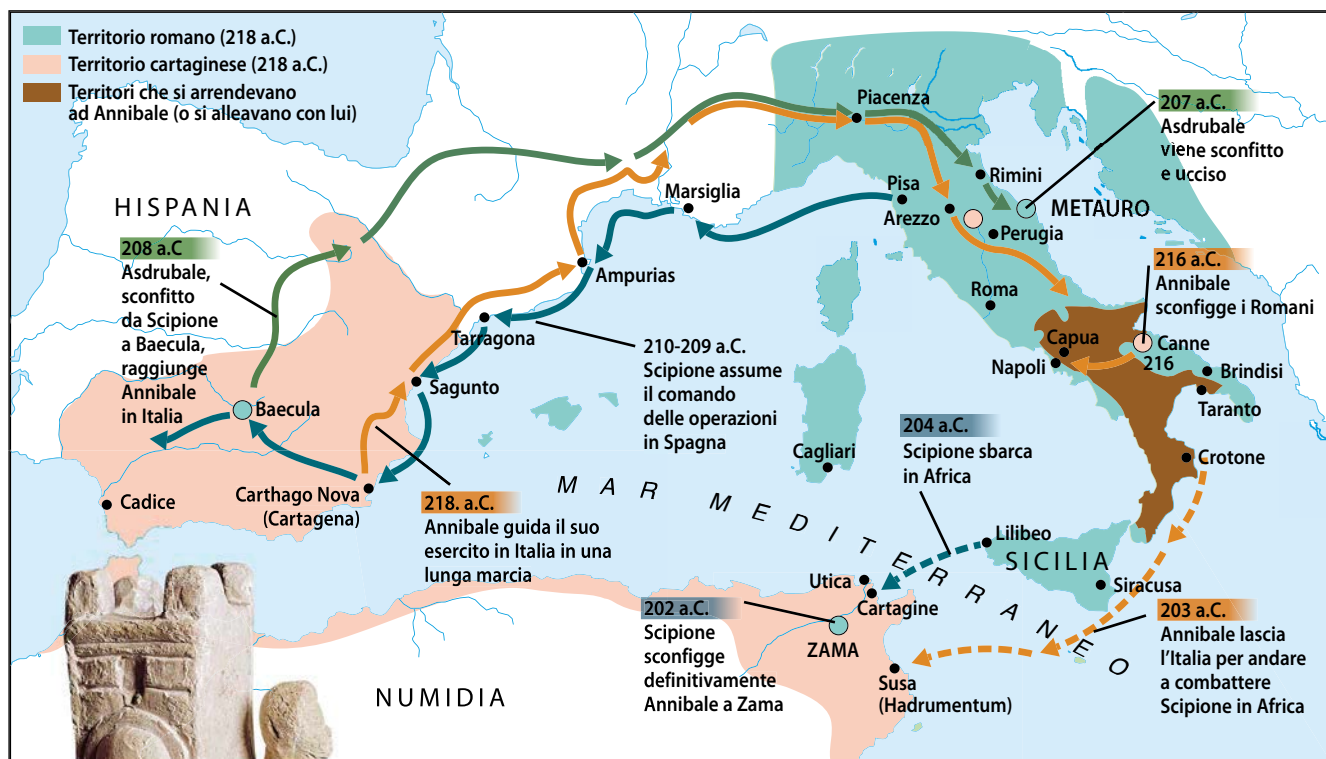 Territorio romano (218 a.C.)
Territorio cartaginese (218 a.C.)
Territori che si arrendevano
ad Annibale (o si alleavano con lui)
HISPANIA
208 a.C
Asdrubale,
sconfitto
da Scipione
a Baecula,
raggiunge
Annibale
in Italia
Baecula
Cadice
Carthago Nova
(Cartagena)
218. a.C.
Annibale guida il suo
esercito in Italia in una
lunga marcia
Sagunto
Tarragona
Ampurias
Marsiglia
210-209 a.C.
Scipione assume
il comando
delle operazioni
in Spagna
Piacenza
Pisa
Arezzo
Rimini
METAURO
Perugia
207 a.C.
Asdrubale
viene sconfitto
e ucciso
Roma
Capua
Napoli
216 a.C.
Annibale
sconfigge i Romani
Canne
216
Brindisi
Taranto
Crotone
Cagliari
204 a.C.
Scipione sbarca
in Africa
MAR MEDITERRANEO
Lilibeo
SICILIA
Siracusa
Utica
Cartagine
202 a.C.
Scipione
sconfigge
definitivamente
Annibale a Zama
ZAMA
Susa
(Hadrumentum)
203 a.C.
Annibale lascia
l'Italia per andare
a combattere
Scipione in Africa
NUMIDIA